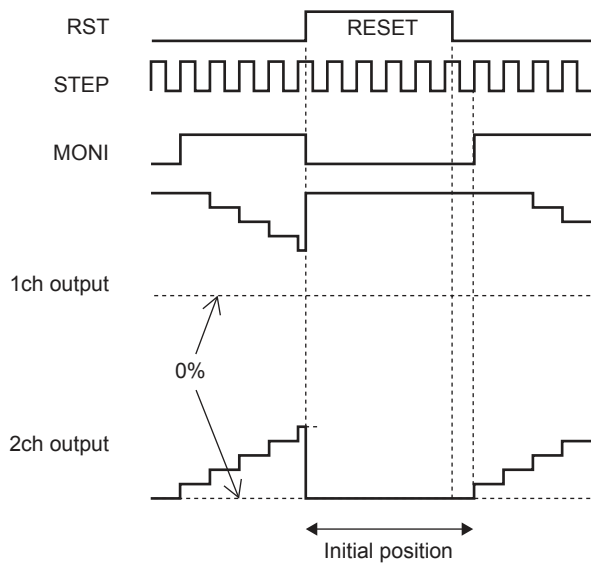 RST
RESET
STEP
MONI
1ch output
0%
2ch output
Initial position